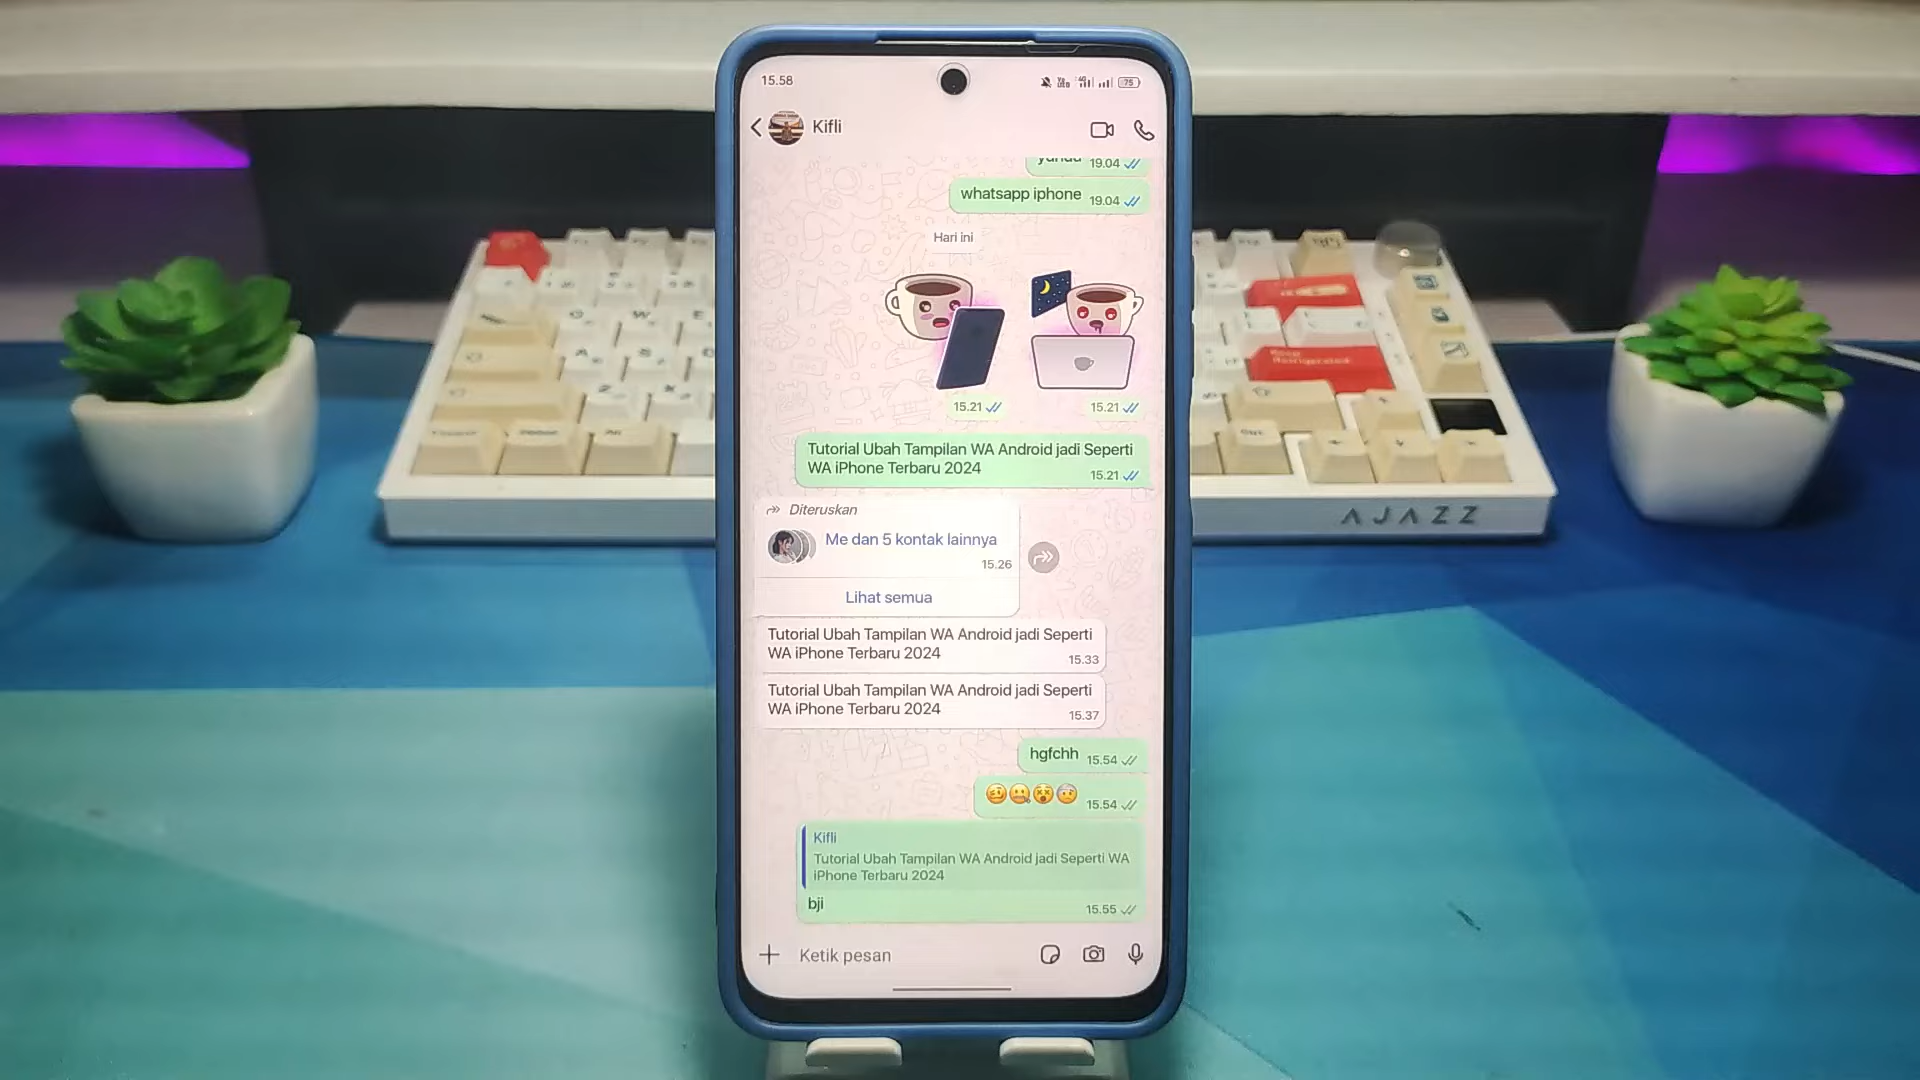 15.58
75
Kifli
19.04
whatsapp iphone 19.04
Hari ini
15.21
15.21
Tutorial Ubah Tampilan WA Android jadi Seperti
WA iPhone Terbaru 2024
15.21
Diteruskan
Me dan 5 kontak lainnya
15.26
Lihat semua
Tutorial Ubah Tampilan WA Android jadi Seperti
WA iPhone Terbaru 2024
15.33
Tutorial Ubah Tampilan WA Android jadi Seperti
WA iPhone Terbaru 2024
15.37
hgfchh 15.54
15.54
Kifli
Tutorial Ubah Tampilan WA Android jadi Seperti WA
iPhone Terbaru 2024
bji
15.55
Ketik pesan
AJAZZ